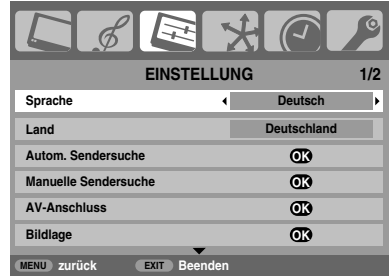 EINSTELLUNG 1/2
Sprache Deutsch
Land Deutschland
Autom. Sendersuche OK
Manuelle Sendersuche OK
AV-Anschluss OK
Bildlage OK
MENU zurück EXIT Beenden